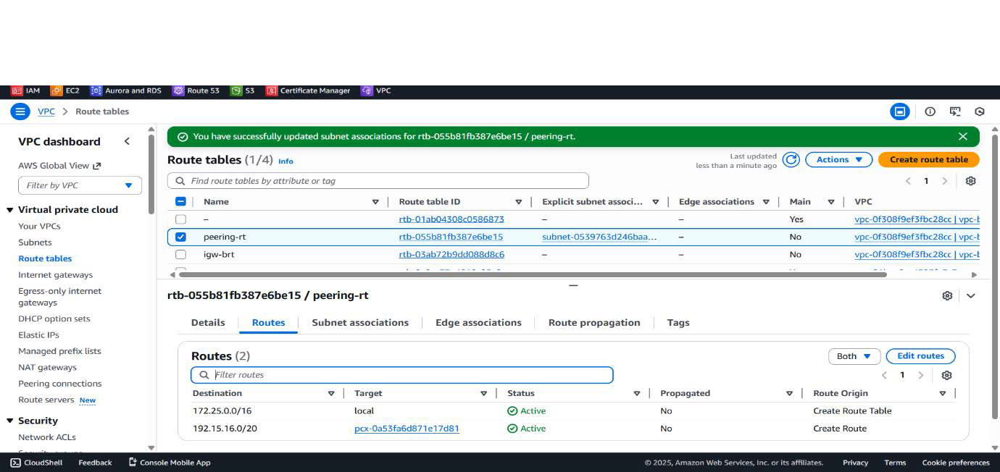 IAM EC2 Aurora and RDS Route 53 S3 Certificate Manager VPC
VPC > Route tables
VPC dashboard
AWS Global View
Filter by VPC
Virtual private cloud
Your VPCs
Subnets
Route tables
Internet gateways
Egress-only internet
gateways
DHCP option sets
Elastic IPs
Managed prefix lists
NAT gateways
Peering connections
Route servers New
Security
Network ACLs
You have successfully updated subnet associations for rtb-055b81fb387e6be15 / peering-rt.
Route tables (1/4) Info
Last updated
less than a minute ago
Actions
Create route table
Find route tables by attribute or tag
1
Name Route table ID Explicit subnet associ... Edge associations Main VPC
– rtb-01ab04308c0586873 – – Yes vpc-0f308f9ef3fbc28cc | vpc-b
peering-rt rtb-055b81fb387e6be15 subnet-0539763d246baa... – No vpc-0f308f9ef3fbc28cc | vpc-b
igw-brt rtb-03ab72b9dd088d8c6 – – No vpc-0f308f9ef3fbc28cc | vpc-b
rtb-055b81fb387e6be15 / peering-rt
Details Routes Subnet associations Edge associations Route propagation Tags
Routes (2)
Both
Edit routes
Filter routes
1
Destination Target Status Propagated Route Origin
172.25.0.0/16 local Active No Create Route Table
192.15.16.0/20 pcx-0a53fa6d871e17d81 Active No Create Route
CloudShell Feedback Console Mobile App © 2025, Amazon Web Services, Inc. or its affiliates. Privacy Terms Cookie preferences